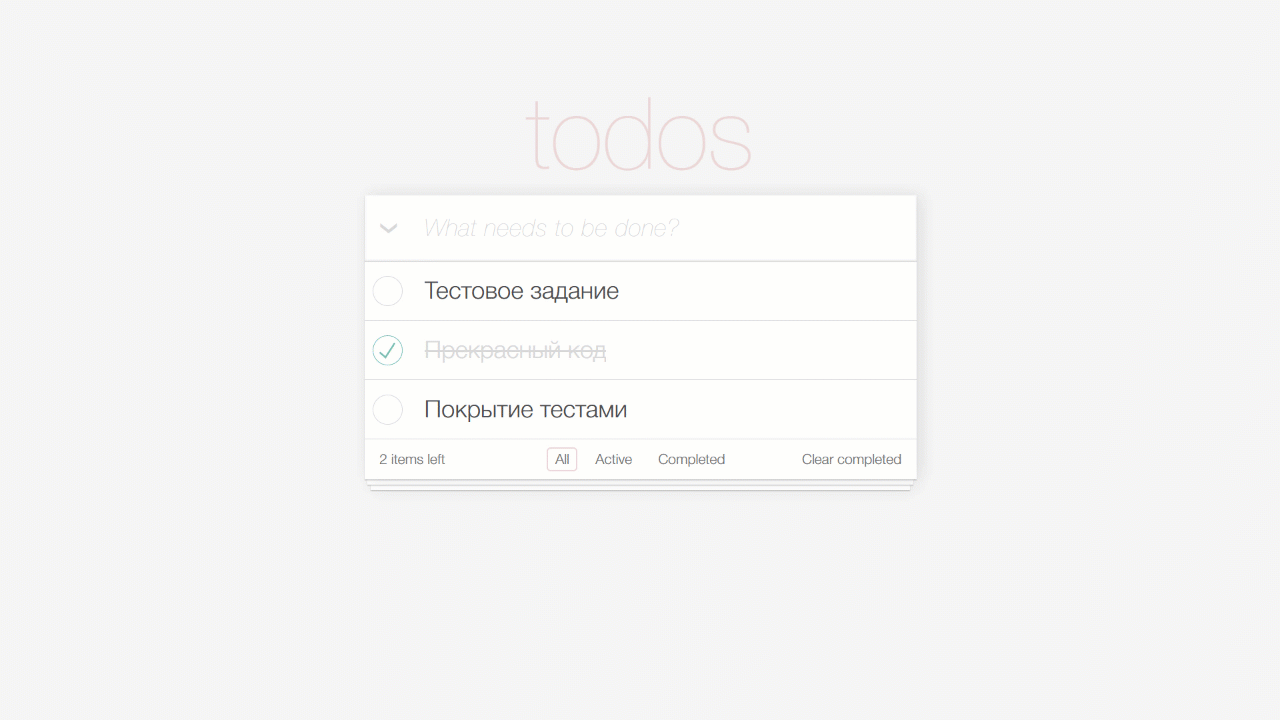 todos
What needs to be done?
Тестовое задание
Прекрасный код
Покрытие тестами
2 items left All Active Completed Clear completed